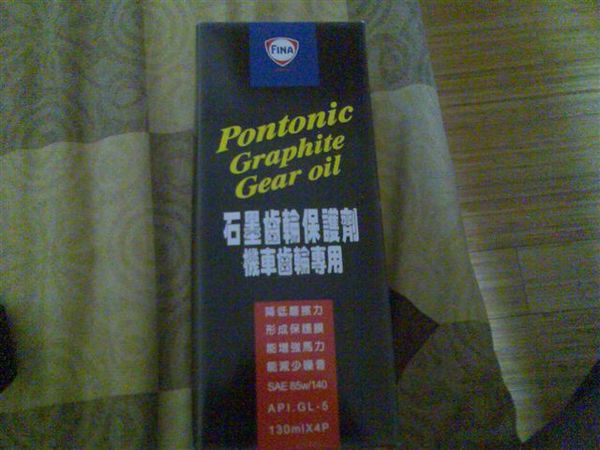 FINA
Pontonic
Graphite
Gear oil
石墨齒輪保護劑
機車齒輪專用
降低磨擦力
形成保護膜
能增強馬力
能減少噪音
SAE 85w/140
API.GL-5
130mlX4P